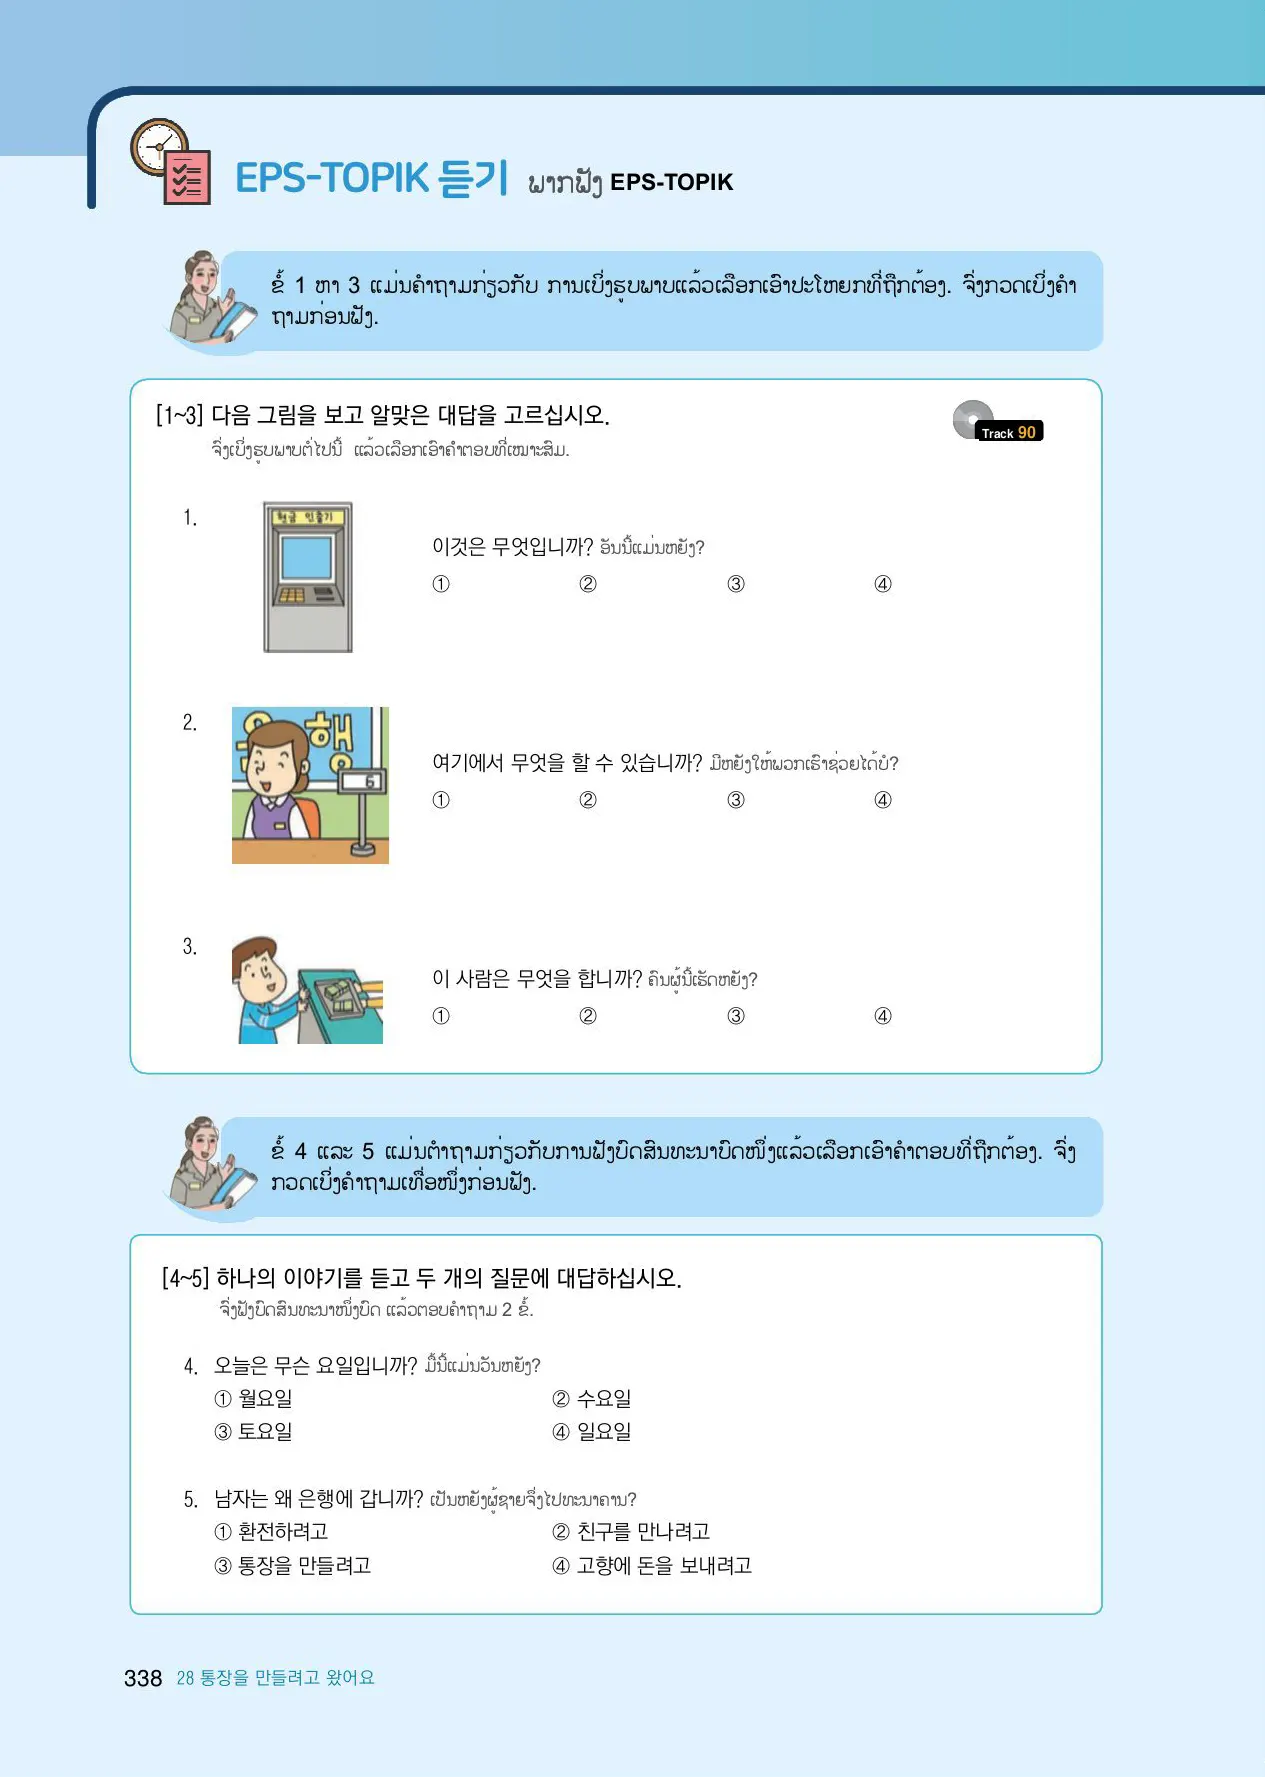 EPS-TOPIK 듣기 ພາກຟັງ EPS-TOPIK
ຂໍ້ 1 ຫາ 3 ແມ່ນຄຳຖາມກ່ຽວກັບ ການເບິ່ງຮູບພາບແລ້ວເລືອກເອົາປະໂຫຍກທີ່ຖືກຕ້ອງ. ຈົ່ງກວດເບິ່ງຄຳ
ຖາມກ່ອນຟັງ.
[1~3] 다음 그림을 보고 알맞은 대답을 고르십시오.
Track 90
ຈົ່ງເບິ່ງຮູບພາບຕໍ່ໄປນີ້ ແລ້ວເລືອກເອົາຄຳຕອບທີ່ເໝາະສົມ.
1.
현금 인출기
이것은 무엇입니까? ອັນນີ້ແມ່ນຫຍັງ?
① ② ③ ④
2.
은행
6
여기에서 무엇을 할 수 있습니까? ມີຫຍັງໃຫ້ພວກເຮົາຊ່ວຍໄດ້ບໍ?
① ② ③ ④
3.
이 사람은 무엇을 합니까? ຄົນຜູ້ນີ້ເຮັດຫຍັງ?
① ② ③ ④
ຂໍ້ 4 ແລະ 5 ແມ່ນຕຳຖາມກ່ຽວກັບການຟັງບົດສົນທະນາບົດໜຶ່ງແລ້ວເລືອກເອົາຄຳຕອບທີ່ຖືກຕ້ອງ. ຈົ່ງ
ກວດເບິ່ງຄຳຖາມເທື່ອໜຶ່ງກ່ອນຟັງ.
[4~5] 하나의 이야기를 듣고 두 개의 질문에 대답하십시오.
ຈົ່ງຟັງບົດສົນທະນາໜຶ່ງບົດ ແລ້ວຕອບຄຳຖາມ 2 ຂໍ້.
4. 오늘은 무슨 요일입니까? ມື້ນີ້ແມ່ນວັນຫຍັງ?
① 월요일 ② 수요일
③ 토요일 ④ 일요일
5. 남자는 왜 은행에 갑니까? ເປັນຫຍັງຜູ້ຊາຍຈຶ່ງໄປທະນາຄານ?
① 환전하려고 ② 친구를 만나려고
③ 통장을 만들려고 ④ 고향에 돈을 보내려고
338 28 통장을 만들려고 왔어요